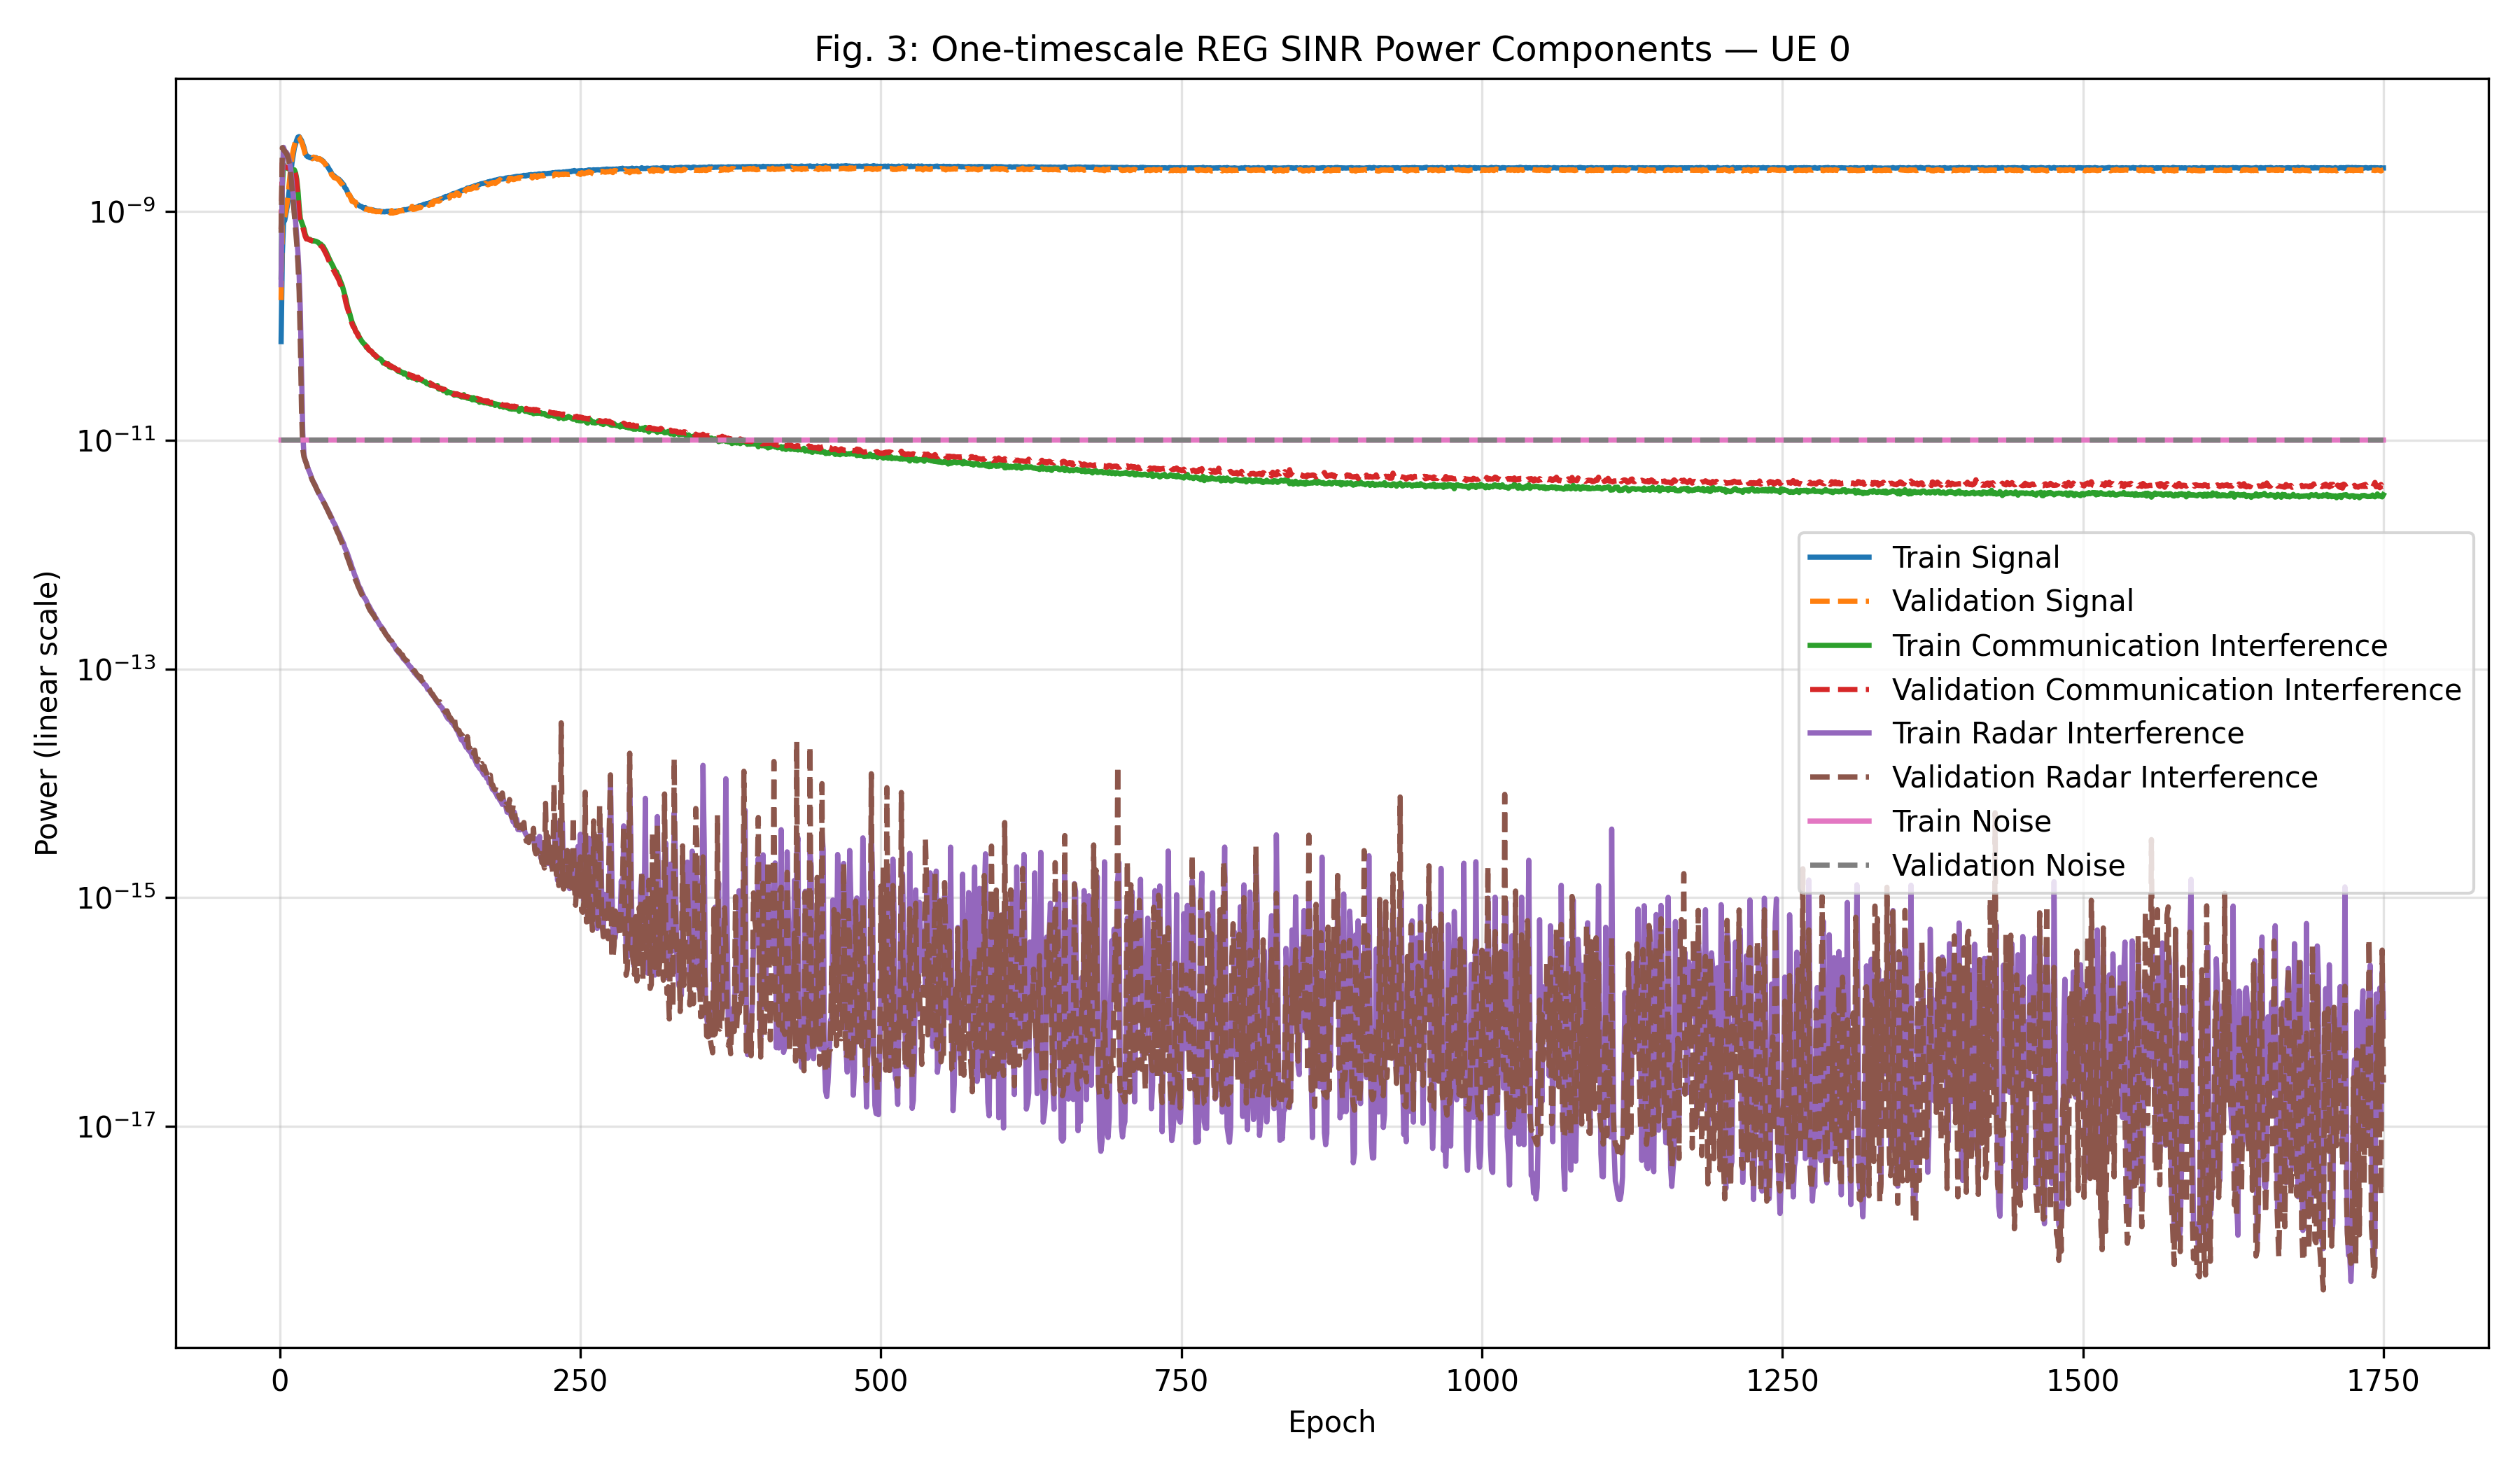 Fig. 3: One-timescale REG SINR Power Components — UE 0
Power (linear scale)
10⁻⁹
10⁻¹¹
10⁻¹³
10⁻¹⁵
10⁻¹⁷
Train Signal
Validation Signal
Train Communication Interference
Validation Communication Interference
Train Radar Interference
Validation Radar Interference
Train Noise
Validation Noise
0 250 500 750 1000 1250 1500 1750
Epoch